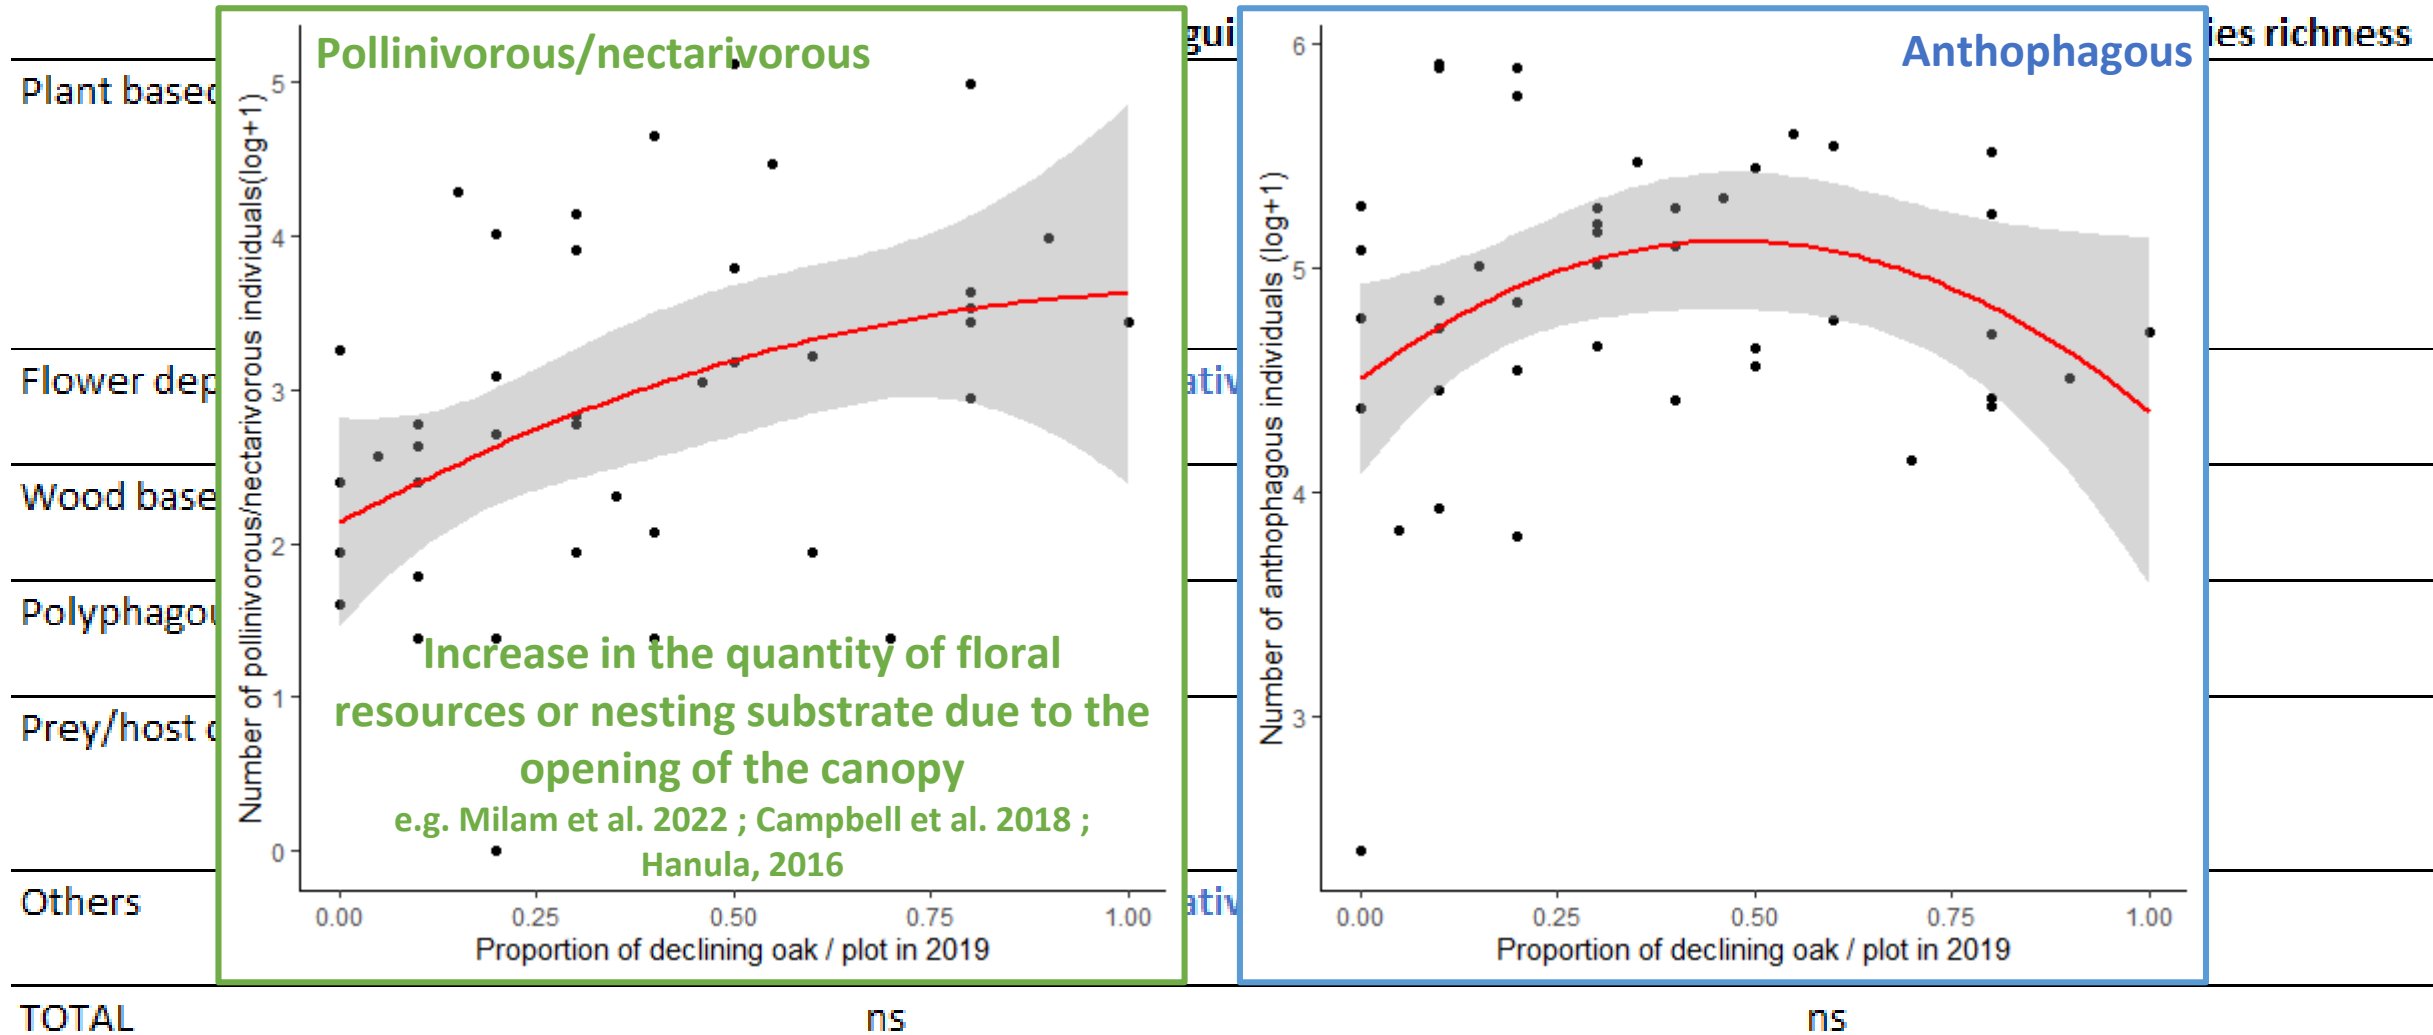 gui
ies richness
Plant based
Flower dep
ativ
Wood base
Polyphagou
Prey/host
Others
ativ
TOTAL
ns
ns
Pollinivorous/nectarivorous
Number of pollinivorous/nectarivorous individuals(log+1)
5
4
3
2
1
0
Increase in the quantity of floral
resources or nesting substrate due to the
opening of the canopy
e.g. Milam et al. 2022 ; Campbell et al. 2018 ;
Hanula, 2016
0.00 0.25 0.50 0.75 1.00
Proportion of declining oak / plot in 2019
Anthophagous
Number of anthophagous individuals (log+1)
6
5
4
3
0.00 0.25 0.50 0.75 1.00
Proportion of declining oak / plot in 2019